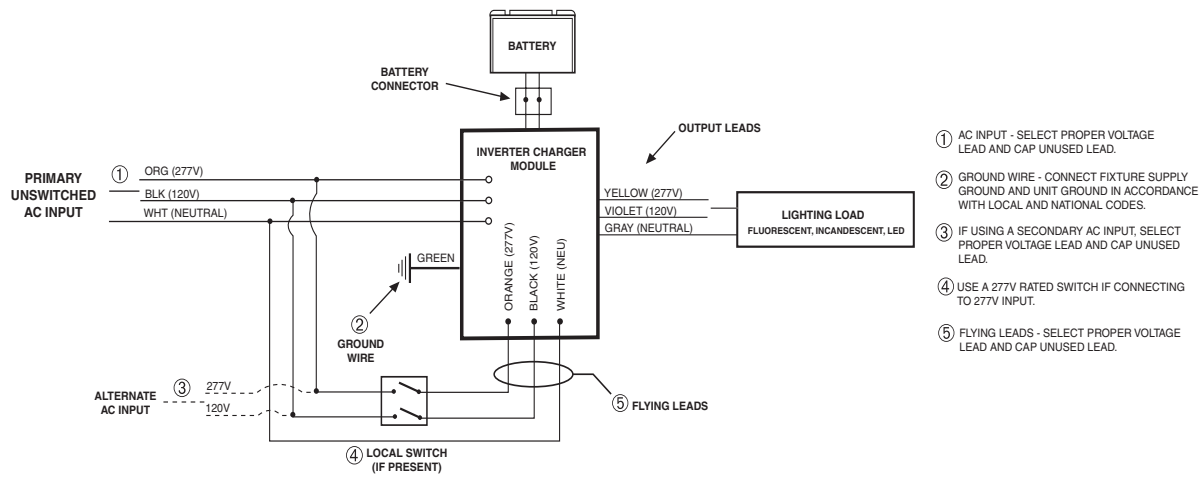 BATTERY
BATTERY
CONNECTOR
OUTPUT LEADS
INVERTER CHARGER
MODULE
PRIMARY
UNSWITCHED
AC INPUT
①
ORG (277V)
BLK (120V)
WHT (NEUTRAL)
YELLOW (277V)
VIOLET (120V)
GRAY (NEUTRAL)
LIGHTING LOAD
FLUORESCENT, INCANDESCENT, LED
GREEN
ORANGE (277V)
BLACK (120V)
WHITE (NEU)
②
GROUND
WIRE
ALTERNATE
AC INPUT
③
277V
120V
⑤ FLYING LEADS
④ LOCAL SWITCH
(IF PRESENT)
① AC INPUT - SELECT PROPER VOLTAGE
LEAD AND CAP UNUSED LEAD.
② GROUND WIRE - CONNECT FIXTURE SUPPLY
GROUND AND UNIT GROUND IN ACCORDANCE
WITH LOCAL AND NATIONAL CODES.
③ IF USING A SECONDARY AC INPUT, SELECT
PROPER VOLTAGE LEAD AND CAP UNUSED
LEAD.
④ USE A 277V RATED SWITCH IF CONNECTING
TO 277V INPUT.
⑤ FLYING LEADS - SELECT PROPER VOLTAGE
LEAD AND CAP UNUSED LEAD.